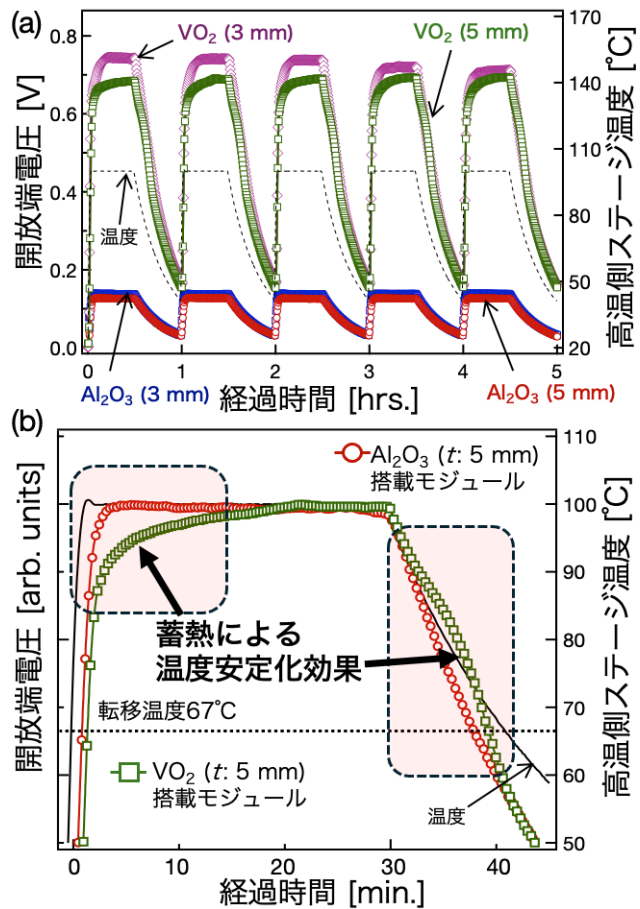 (a)
VO₂ (3 mm)
VO₂ (5 mm)
開放端電圧 [V]
0.8
0.6
0.4
0.2
0.0
温度
高温側ステージ温度 [℃]
170
140
110
80
50
20
0
1
2
3
4
5
Al₂O₃ (3 mm)
経過時間 [hrs.]
Al₂O₃ (5 mm)
(b)
開放端電圧 [arb. units]
Al₂O₃ (t: 5 mm)
搭載モジュール
蓄熱による
温度安定化効果
転移温度67℃
VO₂ (t: 5 mm)
搭載モジュール
温度
高温側ステージ温度 [℃]
110
100
90
80
70
60
50
0
10
20
30
40
経過時間 [min.]